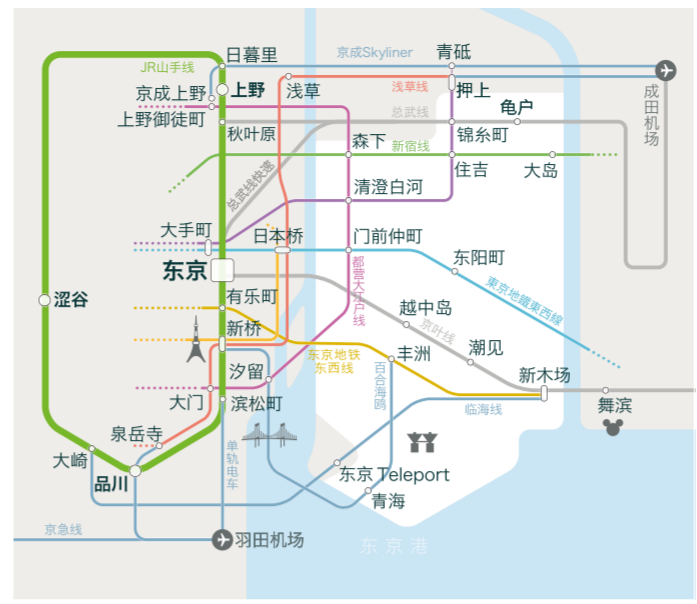 日暮里
京成Skyliner
青砥
JR山手线
京成上野
上野
浅草
浅草线
押上
成田机场
上野御徒町
总武线
龟户
秋叶原
锦糸町
森下
新宿线
住吉
大岛
总武线快速
清澄白河
大手町
日本桥
门前仲町
东京
东阳町
都营大江户线
涩谷
有乐町
東京地鐵東西線
越中岛
新桥
京叶线
东京地铁
东西线
丰洲
潮见
汐留
百合海鸥
新木场
大门
滨松町
临海线
舞滨
泉岳寺
单轨电车
大崎
品川
东京 Teleport
青海
京急线
羽田机场
东京港